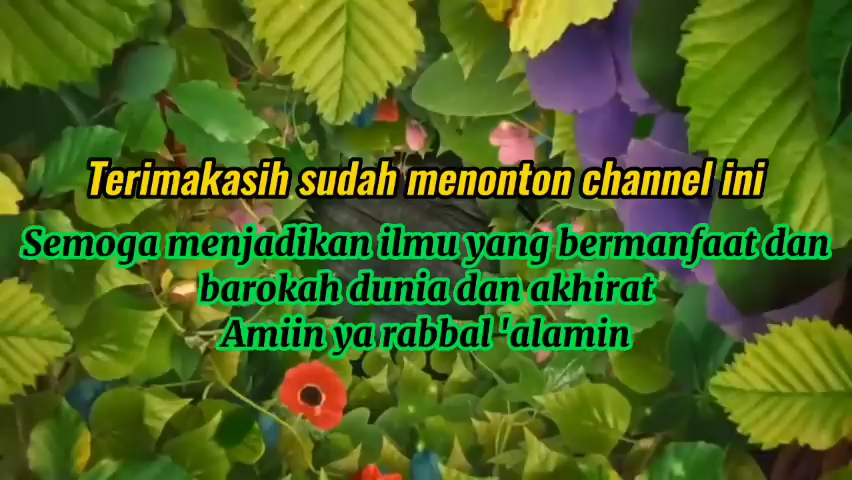 Terimakasih sudah menonton channel ini
Semoga menjadikan ilmu yang bermanfaat dan
barokah dunia dan akhirat
Amiin ya rabbal 'alamin